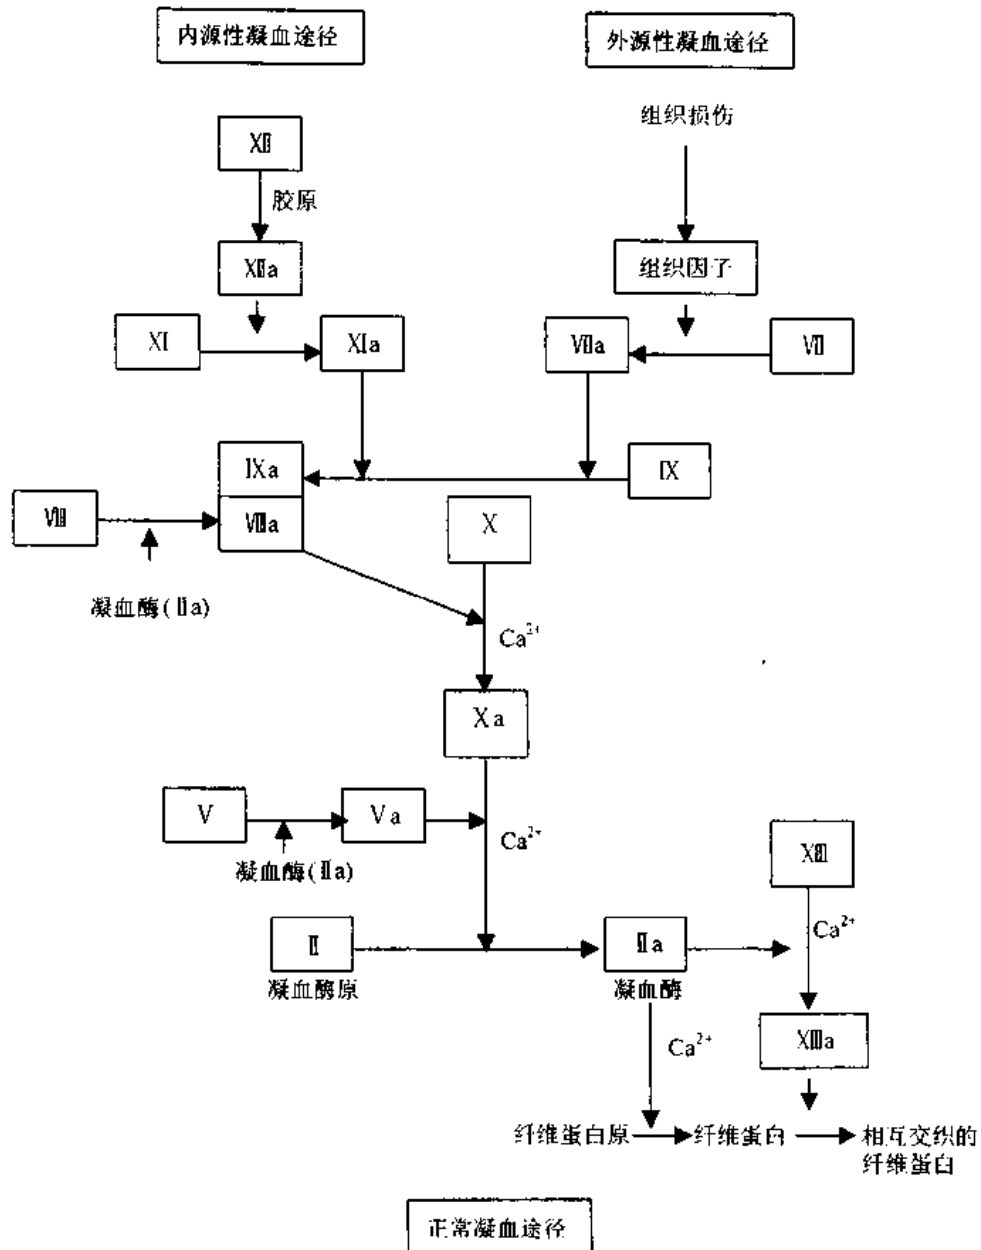 内源性凝血途径
外源性凝血途径
组织损伤
XⅡ
胶原
XⅡa
组织因子
XI
XIa
Ⅶa
Ⅶ
IXa
IX
Ⅷ
Ⅷa
X
凝血酶(Ⅱa)
Ca²⁺
Xa
V
Va
Ca²⁺
凝血酶(Ⅱa)
XⅢ
Ca²⁺
Ⅱ
Ⅱa
凝血酶原
凝血酶
XⅢa
Ca²⁺
纤维蛋白原
纤维蛋白
相互交织的
纤维蛋白
正常凝血途径